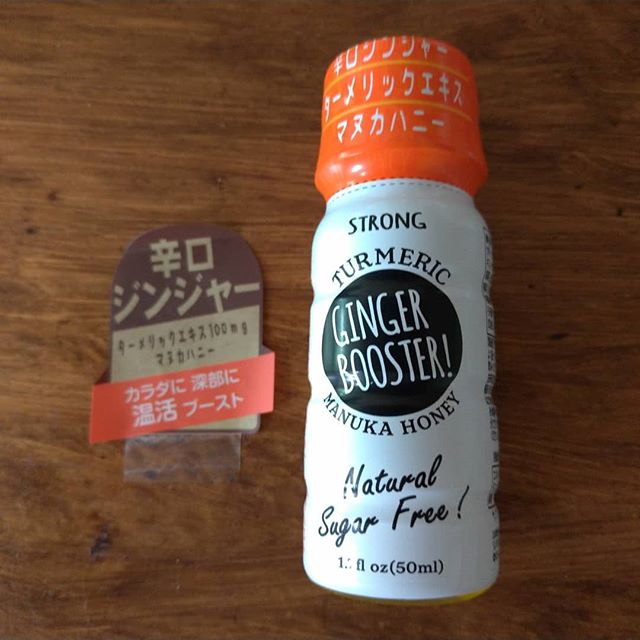 辛口ジンジャー
ターメリックエキス
マヌカハニー
STRONG
TURMERIC
GINGER
BOOSTER!
MANUKA HONEY
Natural
Sugar Free!
fl oz(50ml)
辛口
ジンジャー
ターメリックエキス100mg
マヌカハニー
カラダに 深部に
温活 ブースト